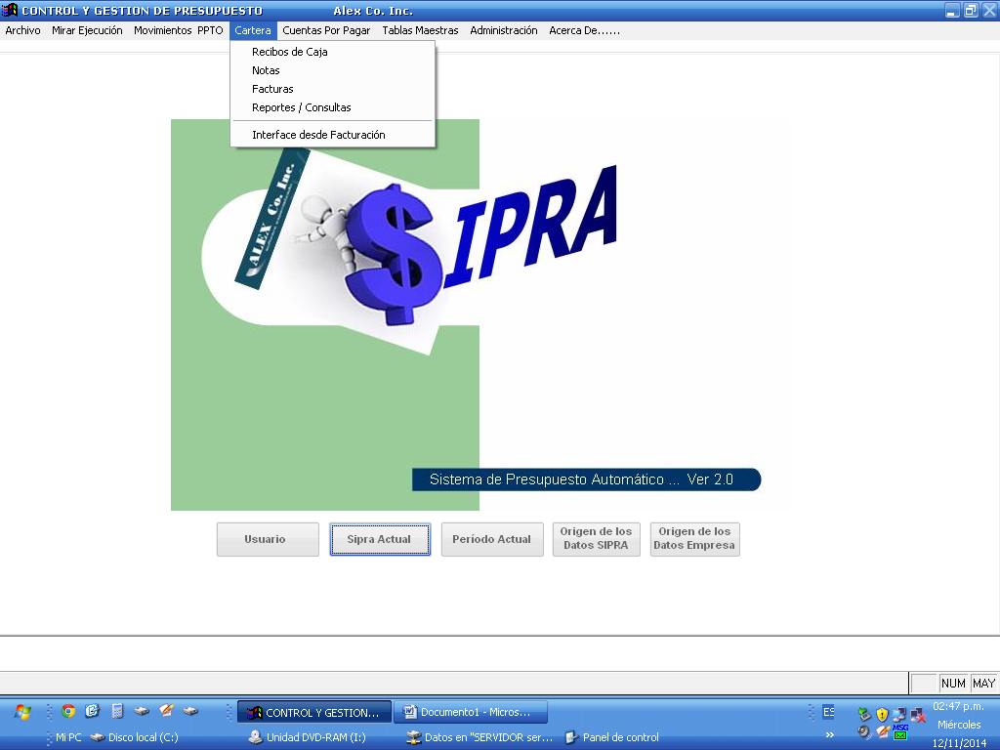 CONTROL Y GESTION DE PRESUPUESTO Alex Co. Inc.
Archivo Mirar Ejecución Movimientos PPTO Cartera Cuentas Por Pagar Tablas Maestras Administración Acerca De......
Recibos de Caja
Notas
Facturas
Reportes / Consultas
Interface desde Facturación
ALEX Co. Inc.
$IPRA
Sistema de Presupuesto Automático ... Ver 2.0
Usuario
Sipra Actual
Período Actual
Origen de los
Datos SIPRA
Origen de los
Datos Empresa
NUM MAY
CONTROL Y GESTION... Documento1 - Micros... ES 02:47 p.m.
Miércoles
Mi PC Disco local (C:) Unidad DVD-RAM (I:) Datos en "SERVIDOR ser... Panel de control » MSG
12/11/2014